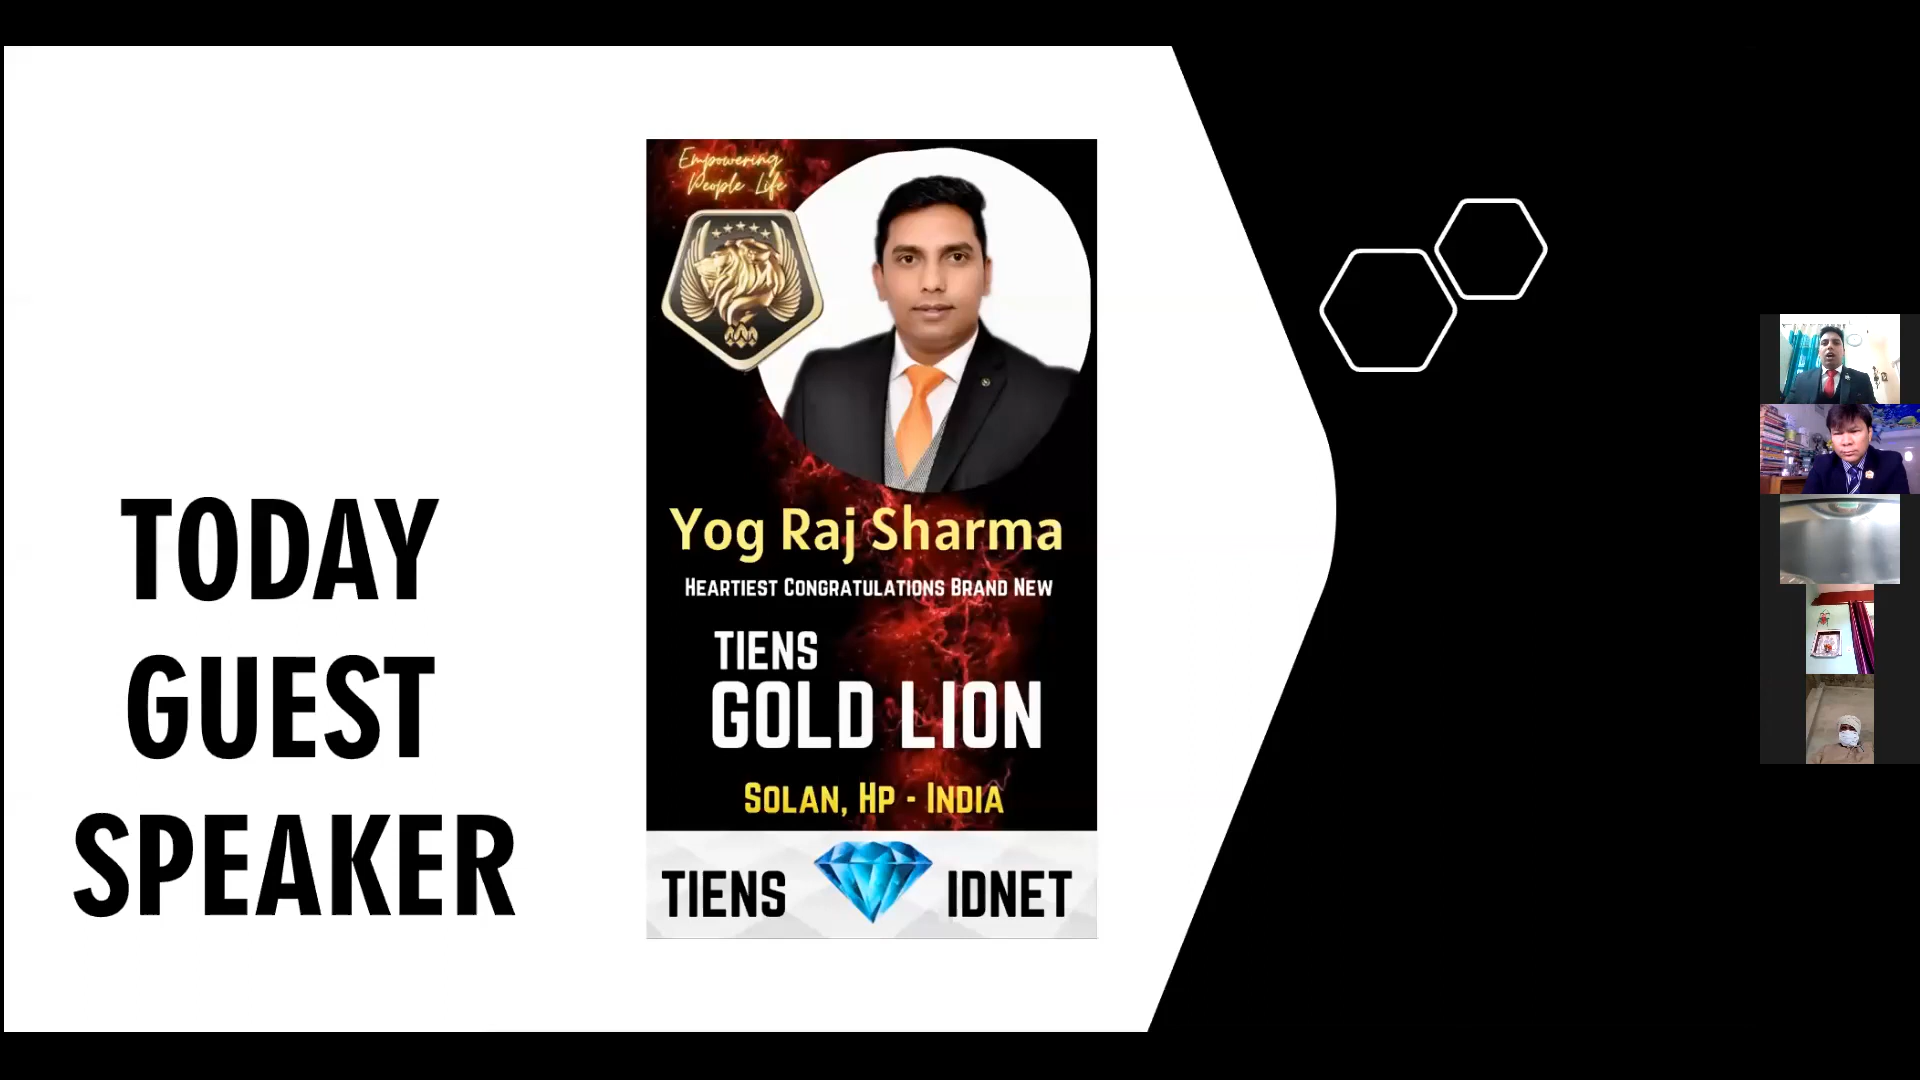 TODAY
GUEST
SPEAKER
Empowering
People Life
Yog Raj Sharma
HEARTIEST CONGRATULATIONS BRAND NEW
TIENS
GOLD LION
SOLAN, HP - INDIA
TIENS IDNET